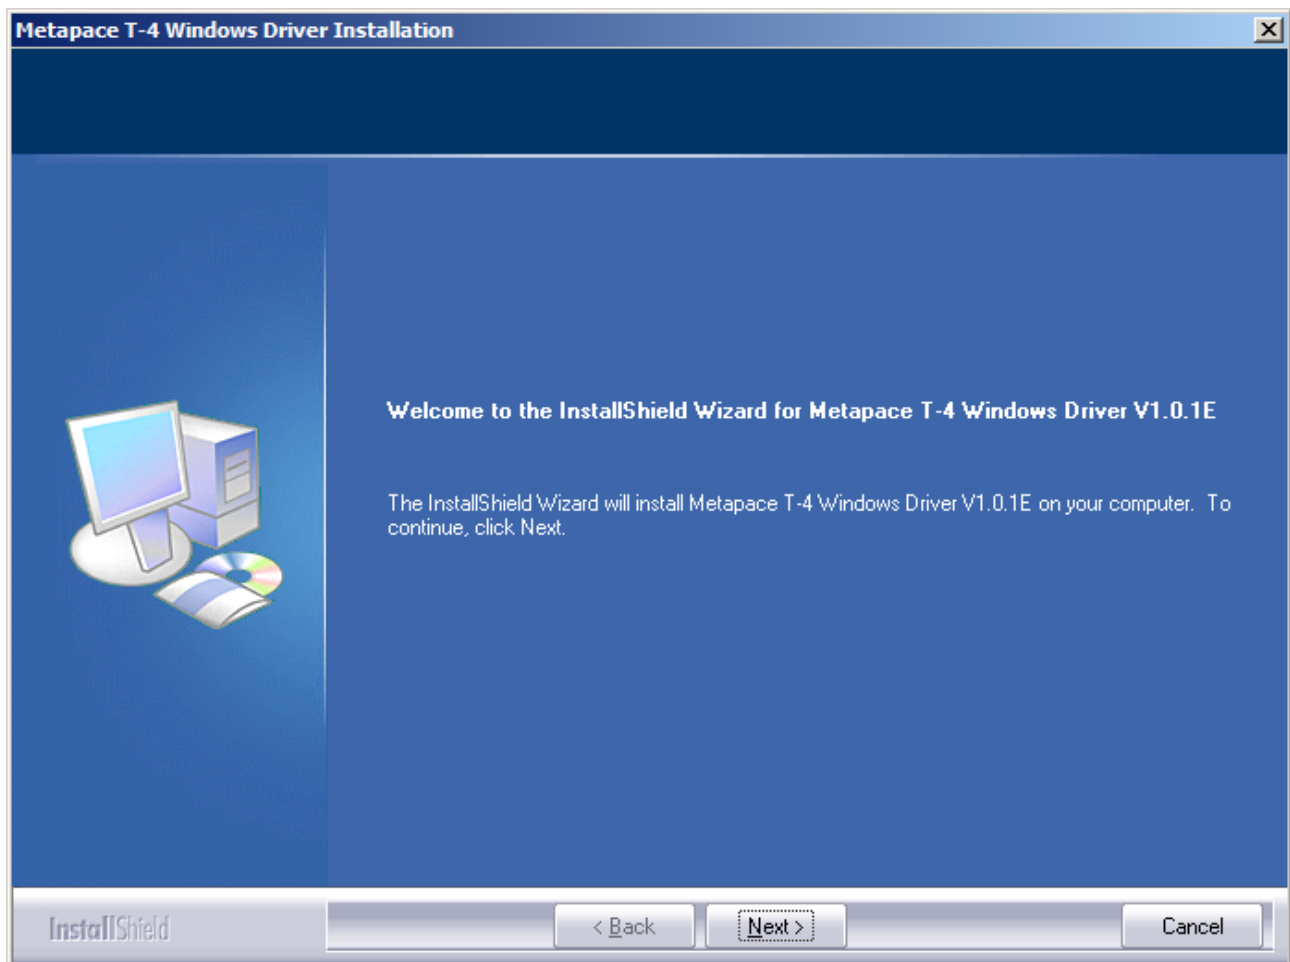 Metapace T-4 Windows Driver Installation
Welcome to the InstallShield Wizard for Metapace T-4 Windows Driver V1.0.1E
The InstallShield Wizard will install Metapace T-4 Windows Driver V1.0.1E on your computer.  To
continue, click Next.
InstallShield
< Back
Next >
Cancel